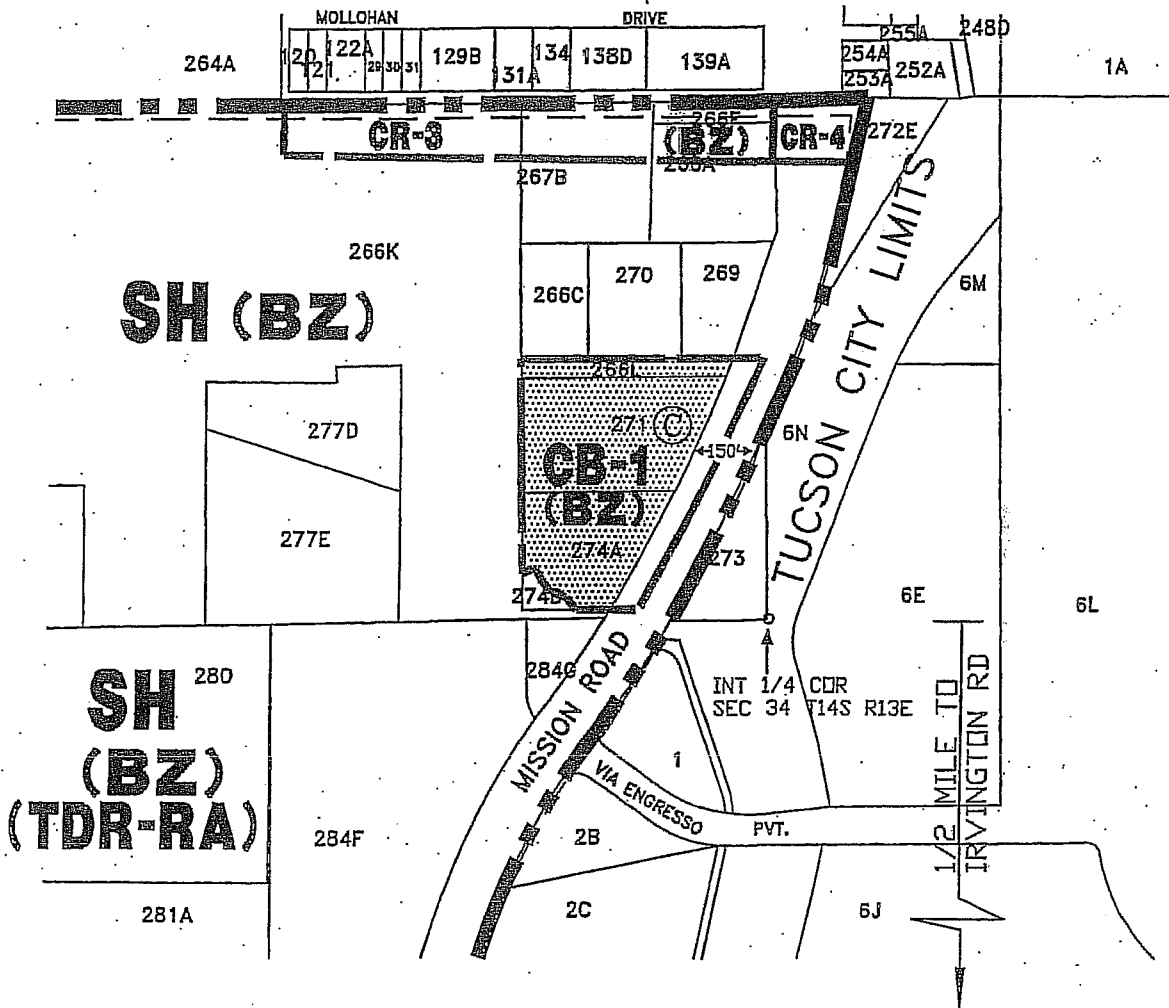 MOLLOHAN DRIVE
264A
120
121
122A
29
30
31
129B
131A
134
138D
139A
255A
254A
253A
252A
248D
1A
CR-3
266F
(BZ)
CR-4
272E
267B
266K
SH (BZ)
266C
270
269
6M
TUCSON CITY LIMITS
266L
271
C
CB-1
(BZ)
274A
274B
150'
6N
273
277D
277E
6E
6L
SH
(BZ)
(TDR-RA)
280
284G
MISSION ROAD
INT 1/4 COR
SEC 34 T14S R13E
1/2 MILE TO
IRVINGTON RD
1
VIA ENGRESSO
PVT.
284F
2B
2C
281A
6J